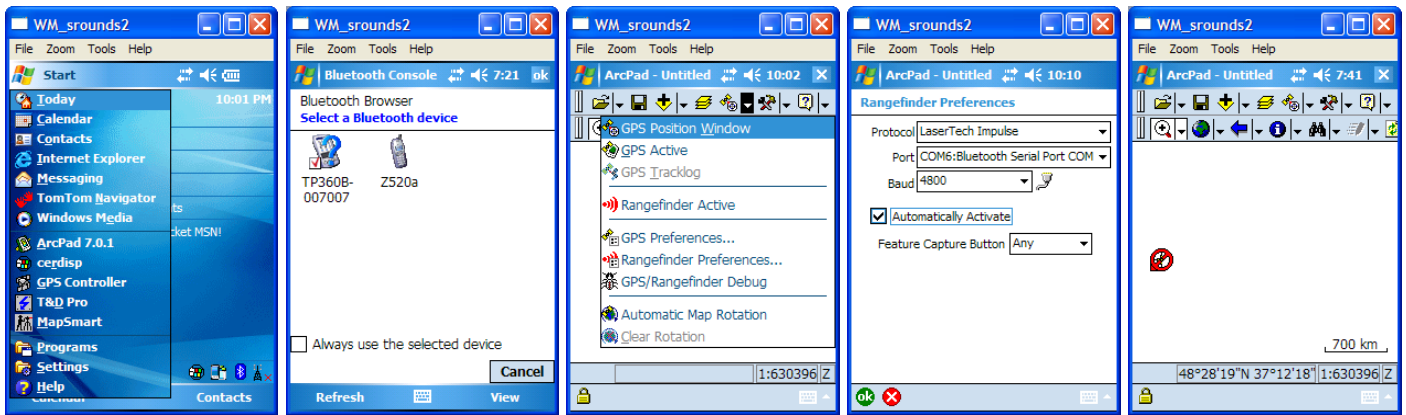 WM_srounds2
File Zoom Tools Help
Start
10:01 PM
Today
Calendar
Contacts
Internet Explorer
Messaging
TomTom Navigator
Windows Media
ts
cket MSN!
ArcPad 7.0.1
cerdisp
GPS Controller
T&D Pro
MapSmart
Programs
Settings
Help
Calendar Contacts
WM_srounds2
File Zoom Tools Help
Bluetooth Console 7:21 ok
Bluetooth Browser
Select a Bluetooth device
TP360B-
007007
Z520a
Always use the selected device
Cancel
Refresh View
WM_srounds2
File Zoom Tools Help
ArcPad - Untitled 10:02
GPS Position Window
GPS Active
GPS Tracklog
Rangefinder Active
GPS Preferences...
Rangefinder Preferences...
GPS/Rangefinder Debug
Automatic Map Rotation
Clear Rotation
1:630396 Z
WM_srounds2
File Zoom Tools Help
ArcPad - Untitled 10:10
Rangefinder Preferences
Protocol LaserTech Impulse
Port COM6:Bluetooth Serial Port COM
Baud 4800
Automatically Activate
Feature Capture Button Any
ok
WM_srounds2
File Zoom Tools Help
ArcPad - Untitled 7:41
700 km
48°28'19"N 37°12'18" 1:630396 Z